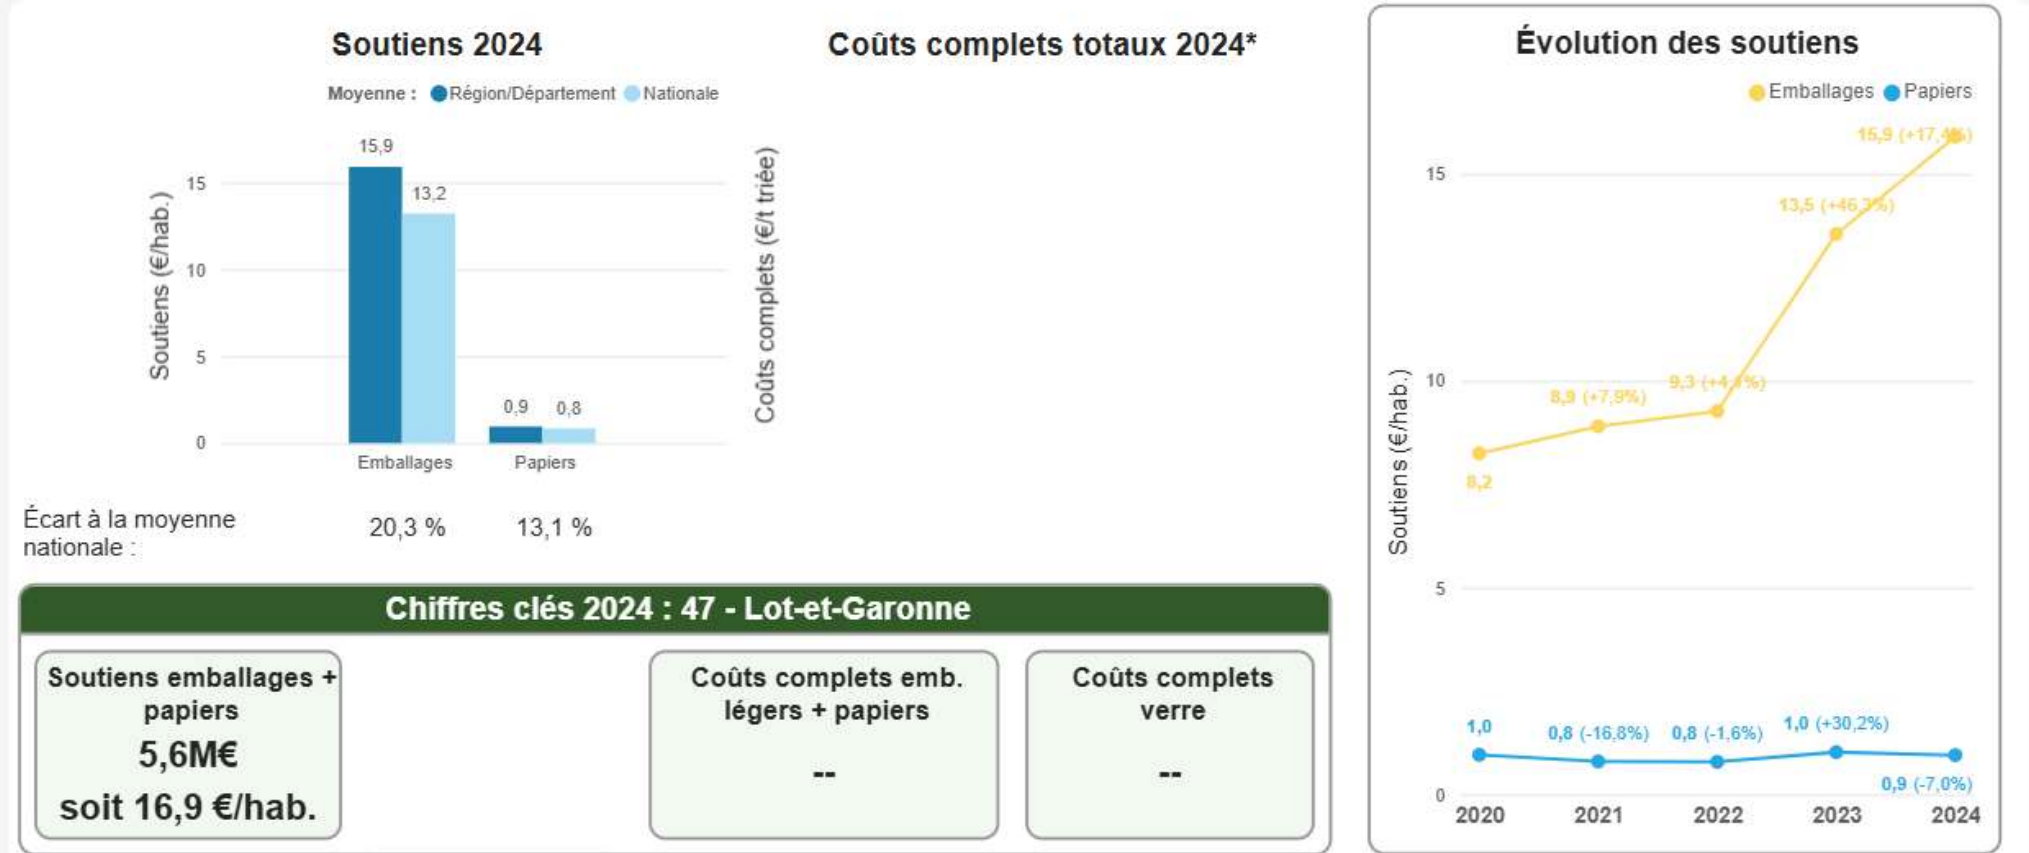 Soutiens 2024
Moyenne : Région/Département Nationale
Soutiens (€/hab.)
15
10
5
0
15,9
13,2
0,9
0,8
Emballages
Papiers
Écart à la moyenne
nationale :
20,3 %
13,1 %
Coûts complets totaux 2024*
Coûts complets (€/t triée)
Chiffres clés 2024 : 47 - Lot-et-Garonne
Soutiens emballages +
papiers
5,6M€
soit 16,9 €/hab.
Coûts complets emb.
légers + papiers
--
Coûts complets
verre
--
Évolution des soutiens
Emballages Papiers
Soutiens (€/hab.)
15
10
5
0
8,2
8,9 (+7,9%)
9,3 (+4,1%)
13,5 (+46,3%)
15,9 (+17,4%)
1,0
0,8 (-16,8%)
0,8 (-1,6%)
1,0 (+30,2%)
0,9 (-7,0%)
2020
2021
2022
2023
2024